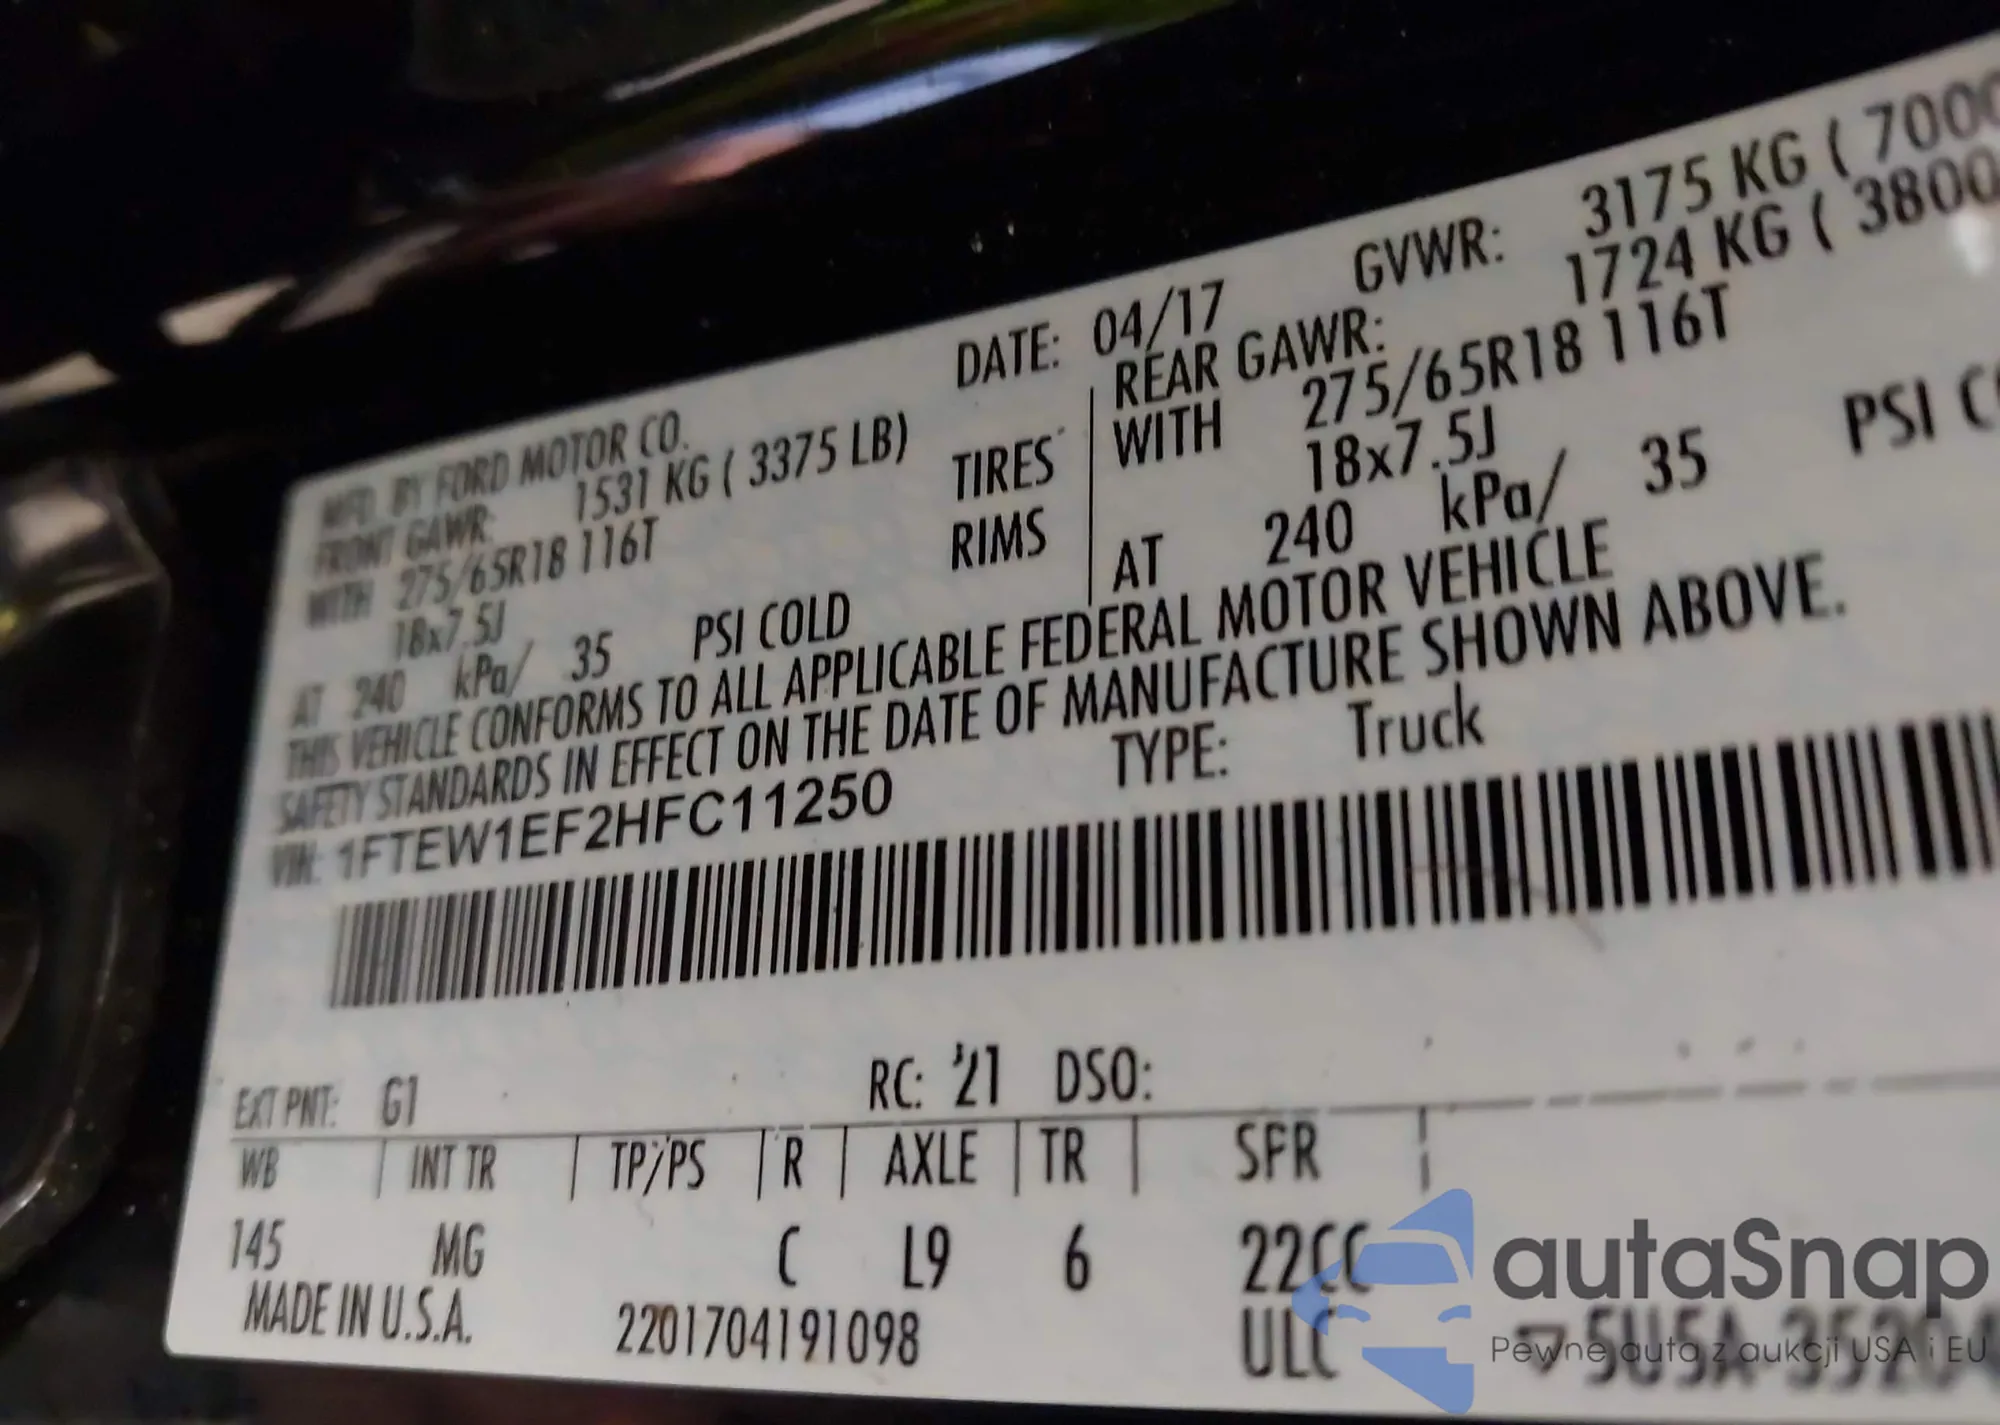 MFD. BY FORD MOTOR CO.
DATE: 04/17 GVWR: 3175 KG ( 7000
FRONT GAWR: 1531 KG ( 3375 LB)
REAR GAWR: 1724 KG ( 3800
WITH 275/65R18 116T TIRES WITH 275/65R18 116T
18x7.5J RIMS 18x7.5J
AT 240 kPa/ 35 PSI COLD AT 240 kPa/ 35 PSI
THIS VEHICLE CONFORMS TO ALL APPLICABLE FEDERAL MOTOR VEHICLE
SAFETY STANDARDS IN EFFECT ON THE DATE OF MANUFACTURE SHOWN ABOVE.
VIN: 1FTEW1EF2HFC11250 TYPE: Truck
EXT PNT: G1 RC: 21 DSO:
WB | INT TR | TP/PS | R | AXLE | TR | SFR
145 MG C L9 6 22CC
MADE IN U.S.A. 2201704191098 ULC
autaSnap
Pewne auta z aukcji USA i EU